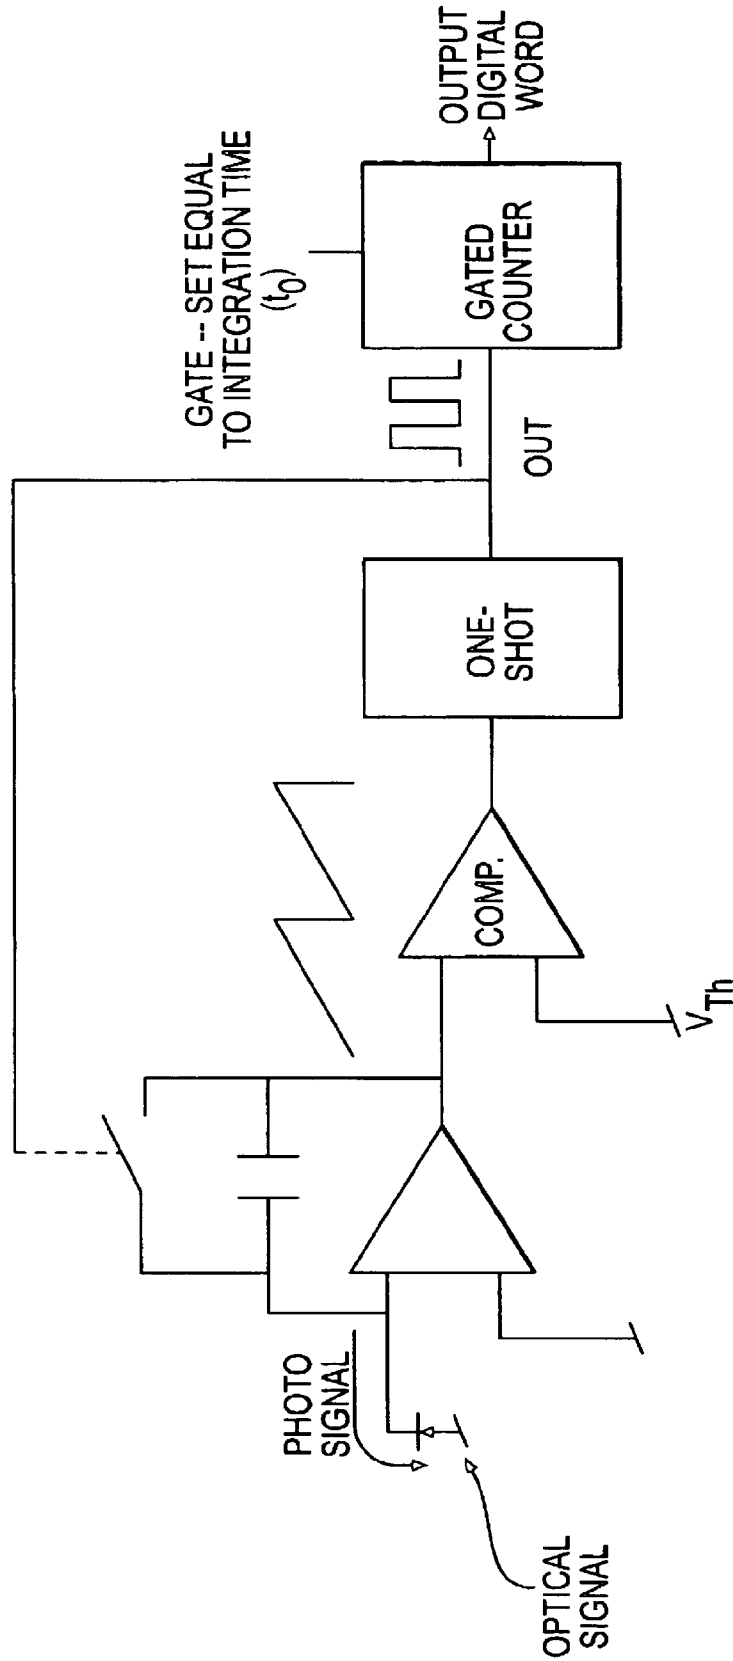 OPTICAL
SIGNAL
PHOTO
SIGNAL
COMP.
V Th
ONE-
SHOT
OUT
GATE -- SET EQUAL
TO INTEGRATION TIME
(t0)
GATED
COUNTER
OUTPUT
DIGITAL
WORD